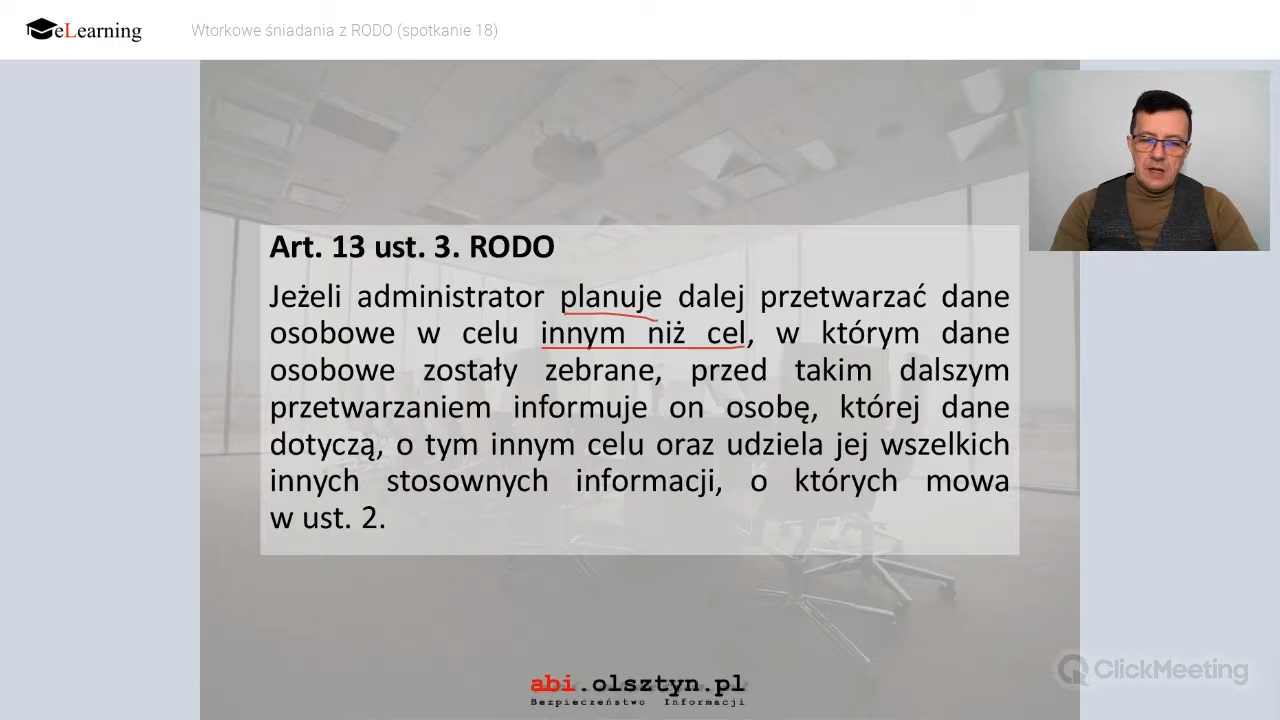 eLearning
Wtorkowe śniadania z RODO (spotkanie 18)
Art. 13 ust. 3. RODO
Jeżeli administrator planuje dalej przetwarzać dane
osobowe w celu innym niż cel, w którym dane
osobowe zostały zebrane, przed takim dalszym
przetwarzaniem informuje on osobę, której dane
dotyczą, o tym innym celu oraz udziela jej wszelkich
innych stosownych informacji, o których mowa
w ust. 2.
abi.olsztyn.pl
Bezpieczeństwo Informacji
ClickMeeting